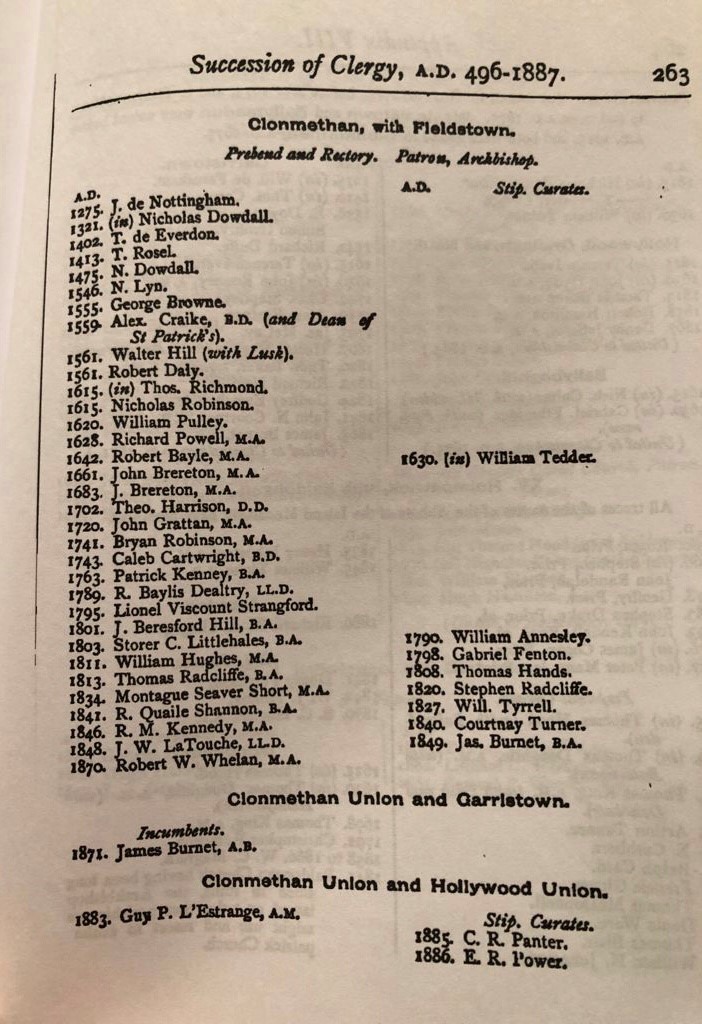 Succession of Clergy, A.D. 496-1887. 263
Clonmethan, with Fieldstown.
Prebend and Rectory. Patron, Archbishop.
A.D.
1275. J. de Nottingham.
1321. (in) Nicholas Dowdall.
1402. T. de Everdon.
1413. T. Rosel.
1475. N. Dowdall.
1546. N. Lyn.
1555. George Browne.
1559. Alex. Craike, B.D. (and Dean of
St Patrick's).
1561. Walter Hill (with Lusk).
1561. Robert Daly.
1615. (in) Thos. Richmond.
1615. Nicholas Robinson.
1620. William Pulley.
1628. Richard Powell, M.A.
1642. Robert Bayle, M.A.
1661. John Brereton, M.A.
1683. J. Brereton, M.A.
1702. Theo. Harrison, D.D.
1720. John Grattan, M.A.
1741. Bryan Robinson, M.A.
1743. Caleb Cartwright, B.D.
1763. Patrick Kenney, B.A.
1789. R. Baylis Dealtry, LL.D.
1795. Lionel Viscount Strangford.
1801. J. Beresford Hill, B.A.
1803. Storer C. Littlehales, B.A.
1811. William Hughes, M.A.
1813. Thomas Radcliffe, B.A.
1834. Montague Seaver Short, M.A.
1841. R. Quaile Shannon, B.A.
1846. R. M. Kennedy, M.A.
1848. J. W. LaTouche, LL.D.
1870. Robert W. Whelan, M.A.
A.D. Stip. Curates.
1630. (in) William Tedder.
1790. William Annesley.
1798. Gabriel Fenton.
1808. Thomas Hands.
1820. Stephen Radcliffe.
1827. Will. Tyrrell.
1840. Courtnay Turner.
1849. Jas. Burnet, B.A.
Clonmethan Union and Garristown.
Incumbents.
1871. James Burnet, A.B.
Clonmethan Union and Hollywood Union.
1883. Guy P. L'Estrange, A.M.
Stip. Curates.
1885. C. R. Panter.
1886. E. R. Power.